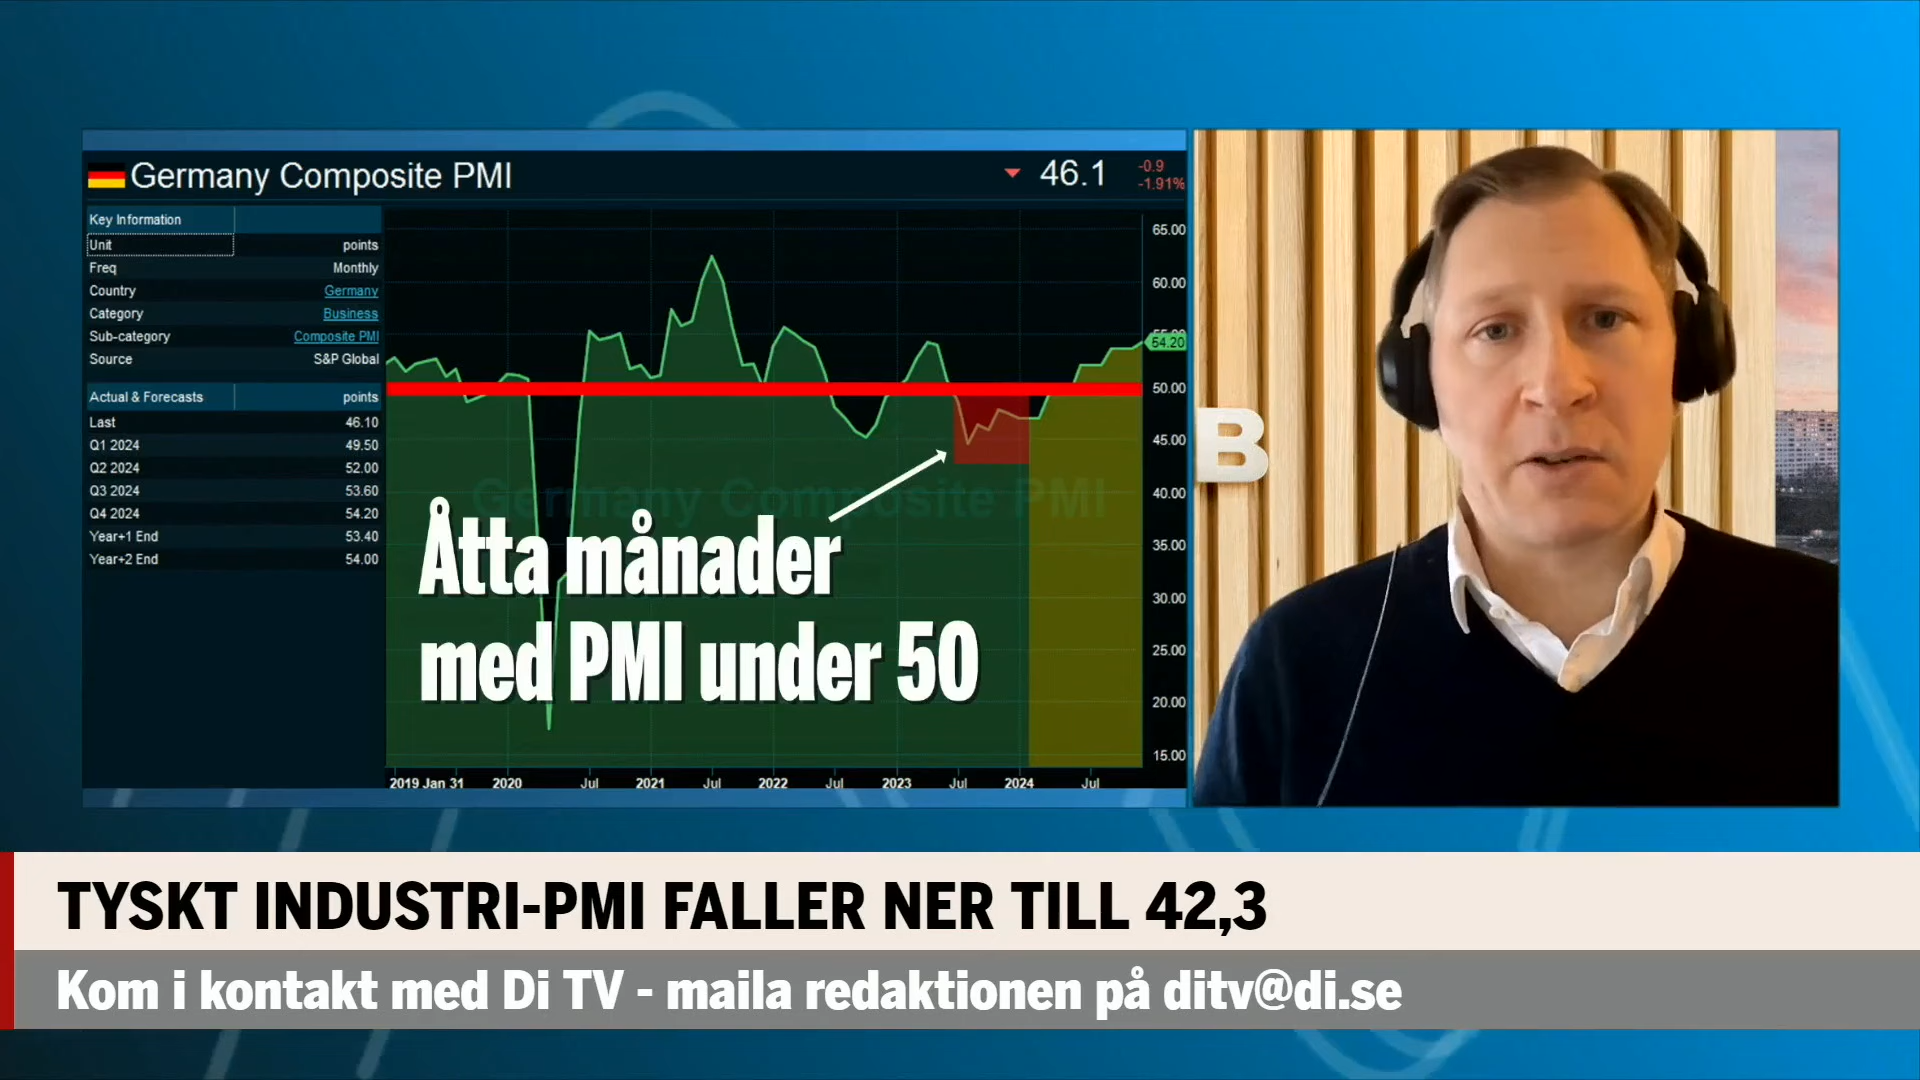 Germany Composite PMI
46.1
-0.9
-1.91%
Key Information
Unit points
Freq Monthly
Country Germany
Category Business
Sub-category Composite PMI
Source S&P Global
Actual & Forecasts points
Last 46.10
Q1 2024 49.50
Q2 2024 52.00
Q3 2024 53.60
Q4 2024 54.20
Year+1 End 53.40
Year+2 End 54.00
65.00
60.00
55.00
54.20
50.00
45.00
40.00
35.00
30.00
25.00
20.00
15.00
Germany Composite PMI
Åtta månader
med PMI under 50
2019 Jan 31 2020 Jul 2021 Jul 2022 Jul 2023 Jul 2024 Jul
B
TYSKT INDUSTRI-PMI FALLER NER TILL 42,3
Kom i kontakt med Di TV - maila redaktionen på ditv@di.se